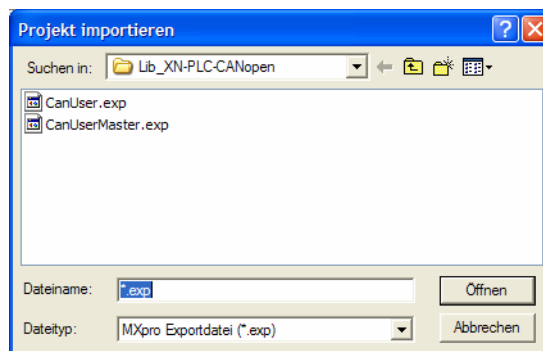 Projekt importieren
Suchen in: Lib_XN-PLC-CANopen
CanUser.exp
CanUserMaster.exp
Dateiname: *.exp Öffnen
Dateityp: MXpro Exportdatei (*.exp) Abbrechen